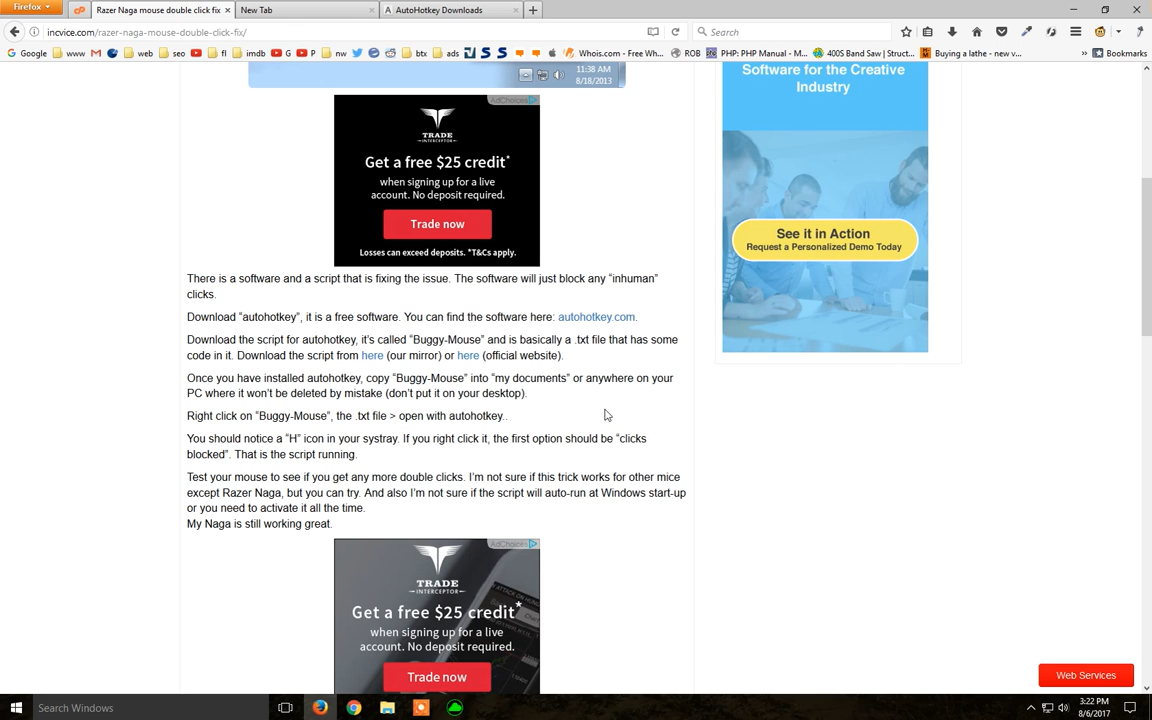 Firefox
Razer Naga mouse double click fix
New Tab
AutoHotkey Downloads
incvice.com/razer-naga-mouse-double-click-fix/
Search
Google
www
M
web
seo
f
imdb
G
P
nw
btx
ads
S
S
Whois.com - Free Wh...
ROB
PHP: PHP Manual - M...
400S Band Saw | Struct...
Buying a lathe - new v...
Bookmarks
11:38 AM
8/18/2013
Software for the Creative
Industry
AdChoices
TRADE
INTERCEPTOR
Get a free $25 credit*
when signing up for a live
account. No deposit required.
Trade now
Losses can exceed deposits. *T&Cs apply.
See it in Action
Request a Personalized Demo Today
There is a software and a script that is fixing the issue. The software will just block any “inhuman”
clicks.
Download “autohotkey”, it is a free software. You can find the software here: autohotkey.com.
Download the script for autohotkey, it’s called “Buggy-Mouse” and is basically a .txt file that has some
code in it. Download the script from here (our mirror) or here (official website).
Once you have installed autohotkey, copy “Buggy-Mouse” into “my documents” or anywhere on your
PC where it won’t be deleted by mistake (don’t put it on your desktop).
Right click on “Buggy-Mouse”, the .txt file > open with autohotkey..
You should notice a “H” icon in your systray. If you right click it, the first option should be “clicks
blocked”. That is the script running.
Test your mouse to see if you get any more double clicks. I’m not sure if this trick works for other mice
except Razer Naga, but you can try. And also I’m not sure if the script will auto-run at Windows start-up
or you need to activate it all the time.
My Naga is still working great.
AdChoices
TRADE
INTERCEPTOR
Get a free $25 credit*
when signing up for a live
account. No deposit required.
Trade now
Web Services
Search Windows
3:22 PM
8/6/2017